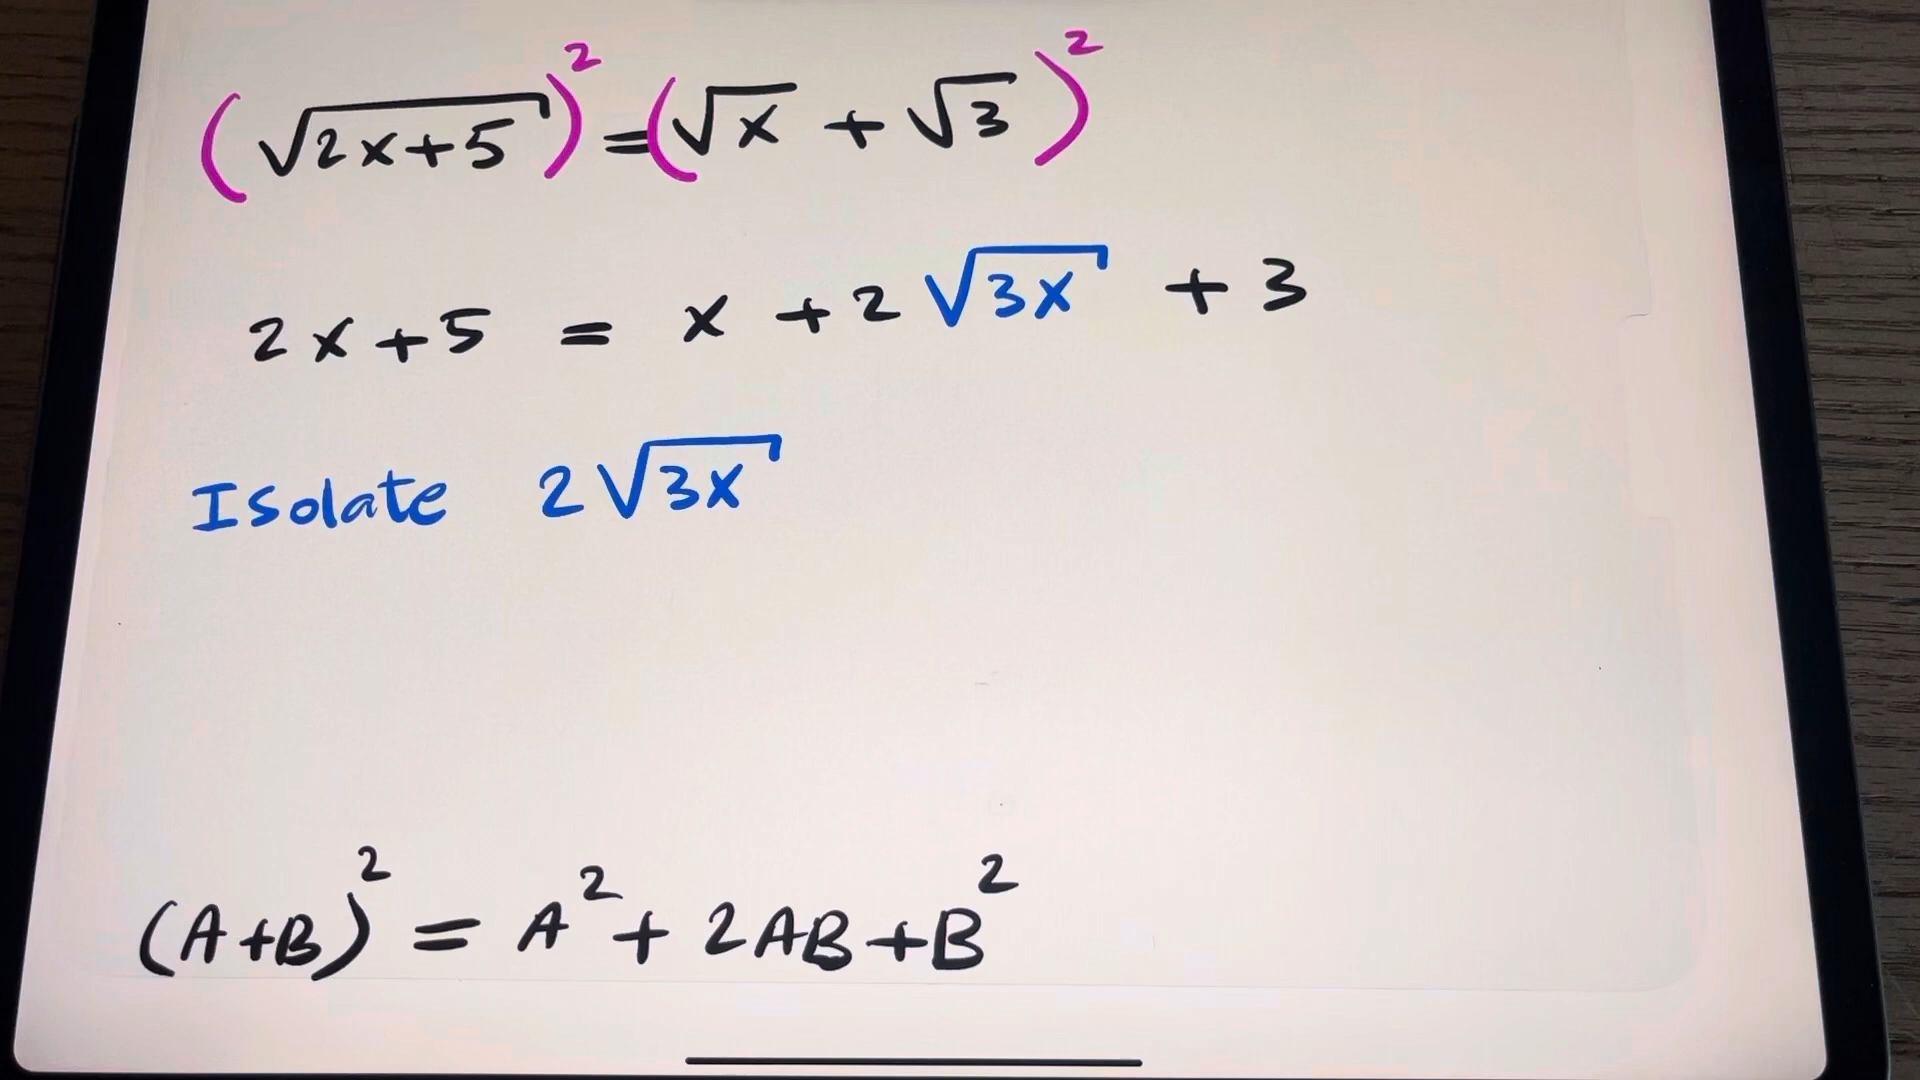 (√2x+5)² = (√x + √3)²
2x+5 = x +2√3x + 3
Isolate 2√3x
(A+B)² = A² + 2AB+B²